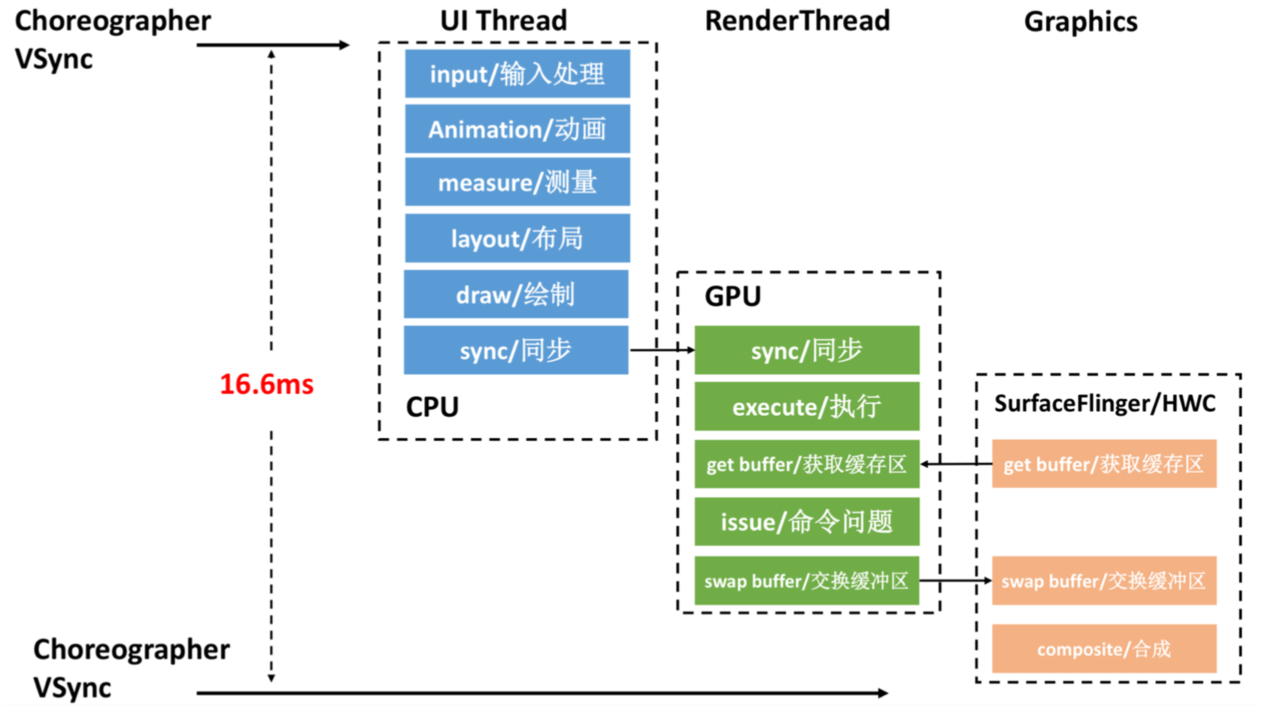 Choreographer
VSync
UI Thread
RenderThread
Graphics
input/输入处理
Animation/动画
measure/测量
layout/布局
draw/绘制
sync/同步
CPU
16.6ms
GPU
sync/同步
execute/执行
get buffer/获取缓存区
issue/命令问题
swap buffer/交换缓冲区
SurfaceFlinger/HWC
get buffer/获取缓存区
swap buffer/交换缓冲区
composite/合成
Choreographer
VSync